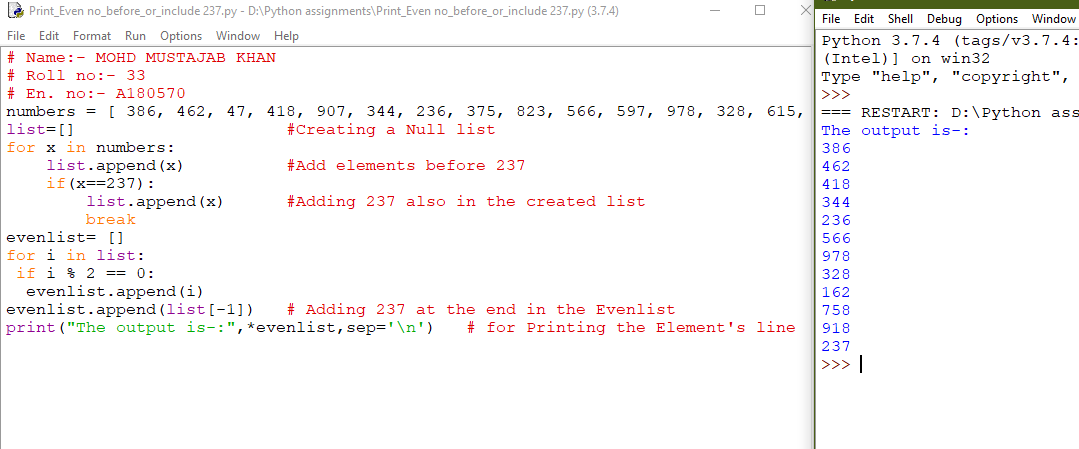 Print_Even no_before_or_include 237.py - D:\Python assignments\Print_Even no_before_or_include 237.py (3.7.4)
File Edit Format Run Options Window Help
# Name:- MOHD MUSTAJAB KHAN
# Roll no:- 33
# En. no:- A180570
numbers = [ 386, 462, 47, 418, 907, 344, 236, 375, 823, 566, 597, 978, 328, 615,
list=[] #Creating a Null list
for x in numbers:
    list.append(x) #Add elements before 237
    if(x==237):
        list.append(x) #Adding 237 also in the created list
        break
evenlist= []
for i in list:
 if i % 2 == 0:
  evenlist.append(i)
evenlist.append(list[-1]) # Adding 237 at the end in the Evenlist
print("The output is-:",*evenlist,sep='\n') # for Printing the Element's line
File Edit Shell Debug Options Window
Python 3.7.4 (tags/v3.7.4:
(Intel)] on win32
Type "help", "copyright",
>>>
=== RESTART: D:\Python ass
The output is-:
386
462
418
344
236
566
978
328
162
758
918
237
>>>